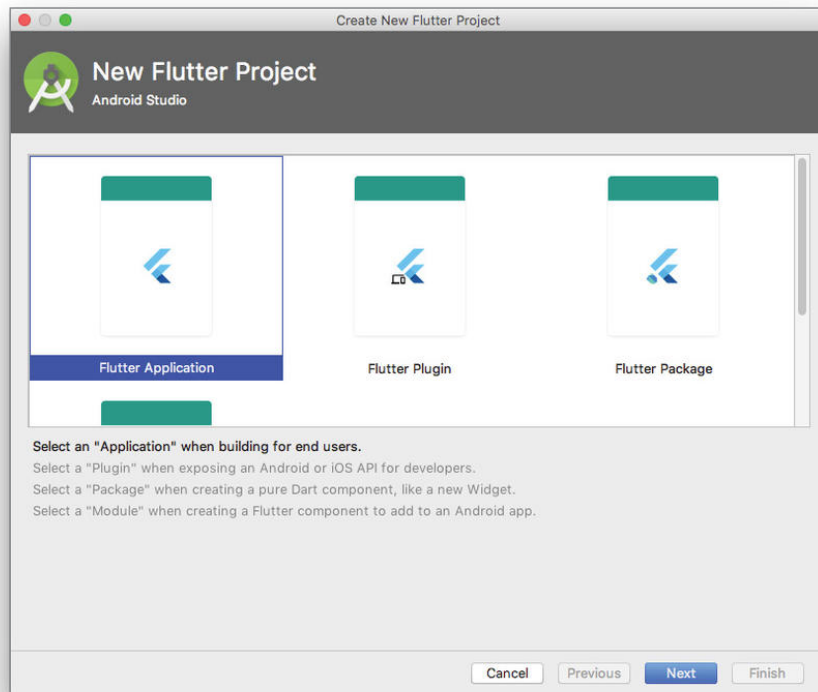 Create New Flutter Project
New Flutter Project
Android Studio
Flutter Application
Flutter Plugin
Flutter Package
Select an "Application" when building for end users.
Select a "Plugin" when exposing an Android or iOS API for developers.
Select a "Package" when creating a pure Dart component, like a new Widget.
Select a "Module" when creating a Flutter component to add to an Android app.
Cancel
Previous
Next
Finish